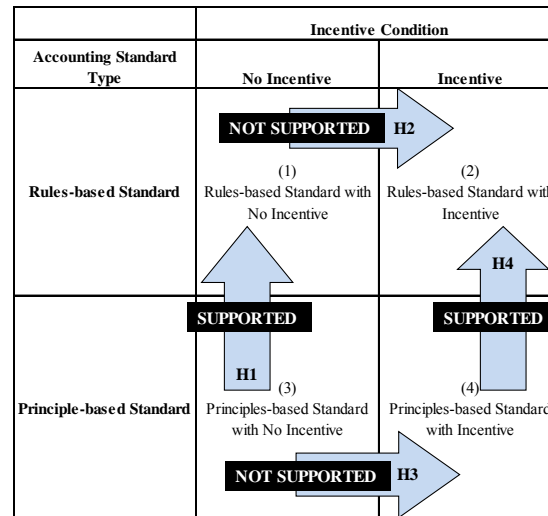 Incentive Condition
Accounting Standard
Type
No Incentive
Incentive
NOT SUPPORTED
H2
Rules-based Standard
(1)
Rules-based Standard with
No Incentive
(2)
Rules-based Standard with
Incentive
H4
SUPPORTED
SUPPORTED
H1
Principle-based Standard
(3)
Principles-based Standard
with No Incentive
(4)
Principles-based Standard
with Incentive
NOT SUPPORTED
H3